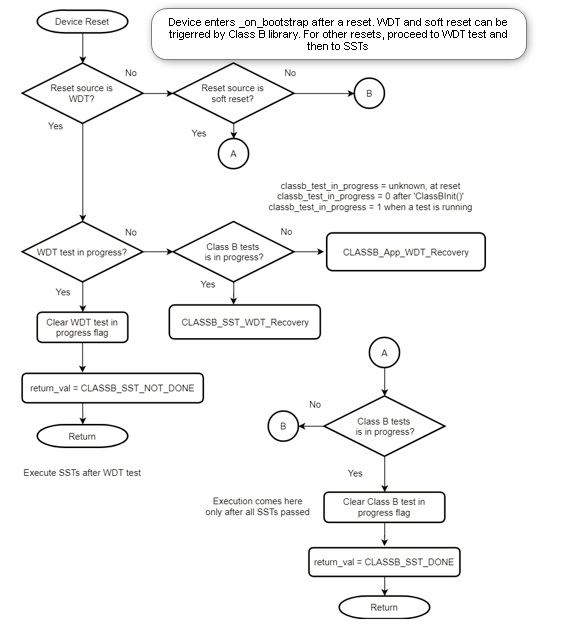 Device Reset
Device enters _on_bootstrap after a reset. WDT and soft reset can be
trigerred by Class B library. For other resets, proceed to WDT test and
then to SSTs
No
No
Reset source is
WDT?
Reset source is
soft reset?
B
Yes
Yes
A
classb_test_in_progress = unknown, at reset
classb_test_in_progress = 0 after 'ClassBInit()'
classb_test_in_progress = 1 when a test is running
No
No
WDT test in progress?
Class B tests
is in progress?
CLASSB_App_WDT_Recovery
Yes
Yes
Clear WDT test in
progress flag
CLASSB_SST_WDT_Recovery
A
return_val = CLASSB_SST_NOT_DONE
No
B
Class B tests
is in progress?
Return
Execute SSTs after WDT test
Yes
Execution comes here
only after all SSTs passed
Clear Class B test in
progress flag
return_val = CLASSB_SST_DONE
Return